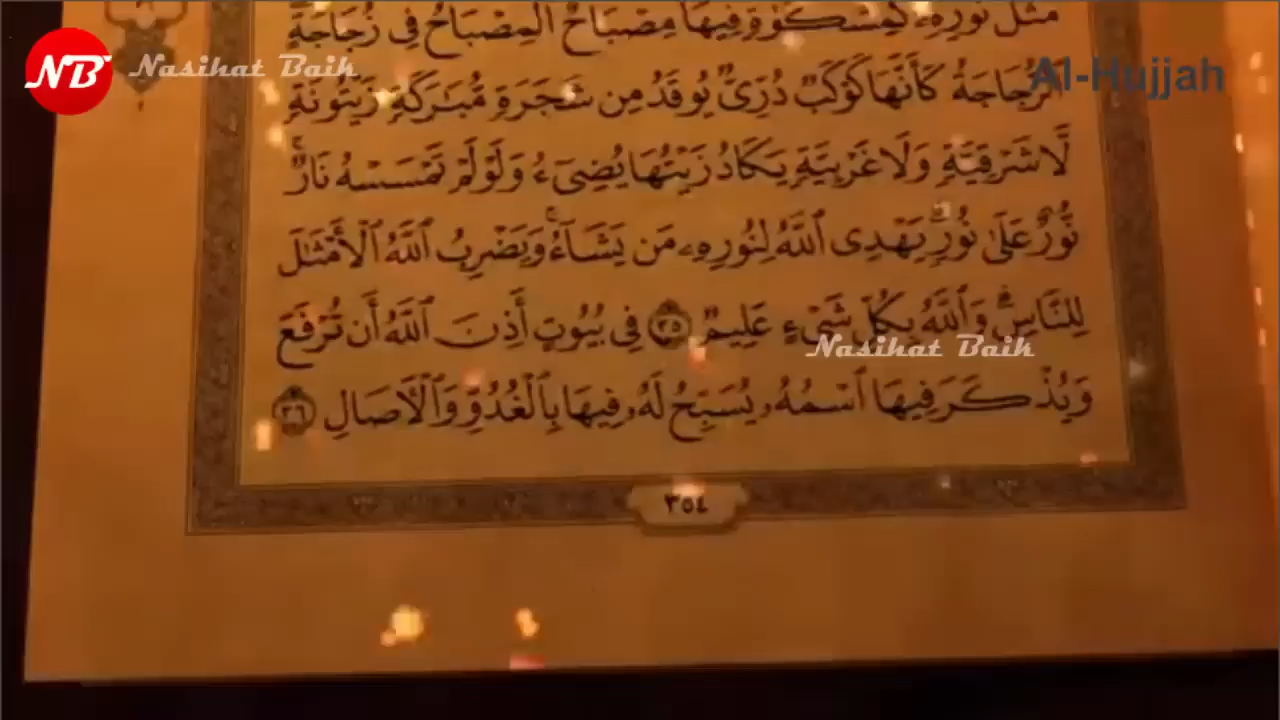 NB Nasihat Baik
Al-Hujjah
مَثَلُ نُورِهِۦ كَمِشْكَوٰةٍ فِيهَا مِصْبَاحٌ ٱلْمِصْبَاحُ فِى زُجَاجَةٍ
ٱلزُّجَاجَةُ كَأَنَّهَا كَوْكَبٌ دُرِّىٌّ يُوقَدُ مِن شَجَرَةٍ مُّبَٰرَكَةٍ زَيْتُونَةٍ
لَّا شَرْقِيَّةٍ وَلَا غَرْبِيَّةٍ يَكَادُ زَيْتُهَا يُضِىٓءُ وَلَوْ لَمْ تَمْسَسْهُ نَارٌ ۚ
نُّورٌ عَلَىٰ نُورٍ ۗ يَهْدِى ٱللَّهُ لِنُورِهِۦ مَن يَشَآءُ ۚ وَيَضْرِبُ ٱللَّهُ ٱلْأَمْثَٰلَ
لِلنَّاسِ ۗ وَٱللَّهُ بِكُلِّ شَىْءٍ عَلِيمٌ ٣٥ فِى بُيُوتٍ أَذِنَ ٱللَّهُ أَن تُرْفَعَ
Nasihat Baik
وَيُذْكَرَ فِيهَا ٱسْمُهُۥ يُسَبِّحُ لَهُۥ فِيهَا بِٱلْغُدُوِّ وَٱلْءَاصَالِ ٣٦
٣٥٤